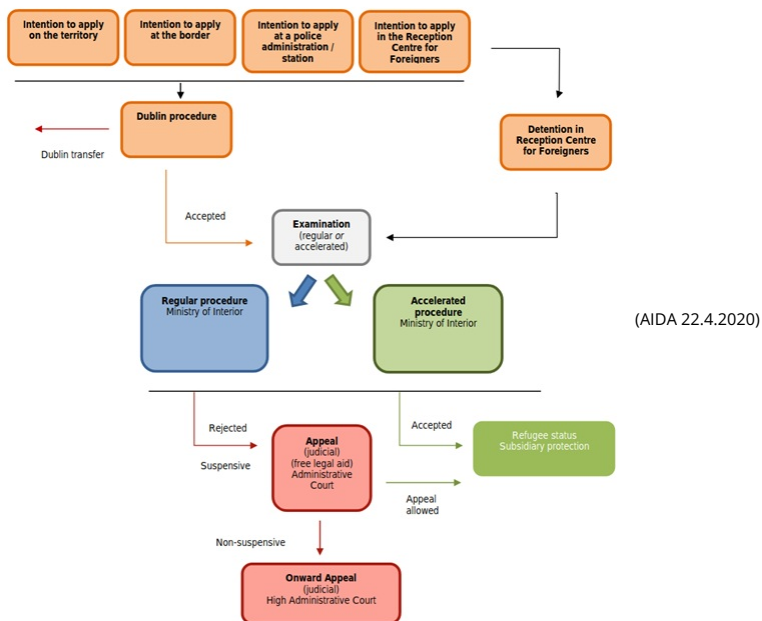 Intention to apply
on the territory
Intention to apply
at the border
Intention to apply
at a police
administration /
station
Intention to apply
in the Reception
Centre for
Foreigners
Dublin procedure
Dublin transfer
Detention in
Reception Centre
for Foreigners
Accepted
Examination
(regular or
accelerated)
Regular procedure
Ministry of Interior
Accelerated
procedure
Ministry of Interior
(AIDA 22.4.2020)
Rejected
Suspensive
Appeal
(judicial)
(free legal aid)
Administrative
Court
Accepted
Refugee status
Subsidiary protection
Appeal
allowed
Non-suspensive
Onward Appeal
(judicial)
High Administrative Court